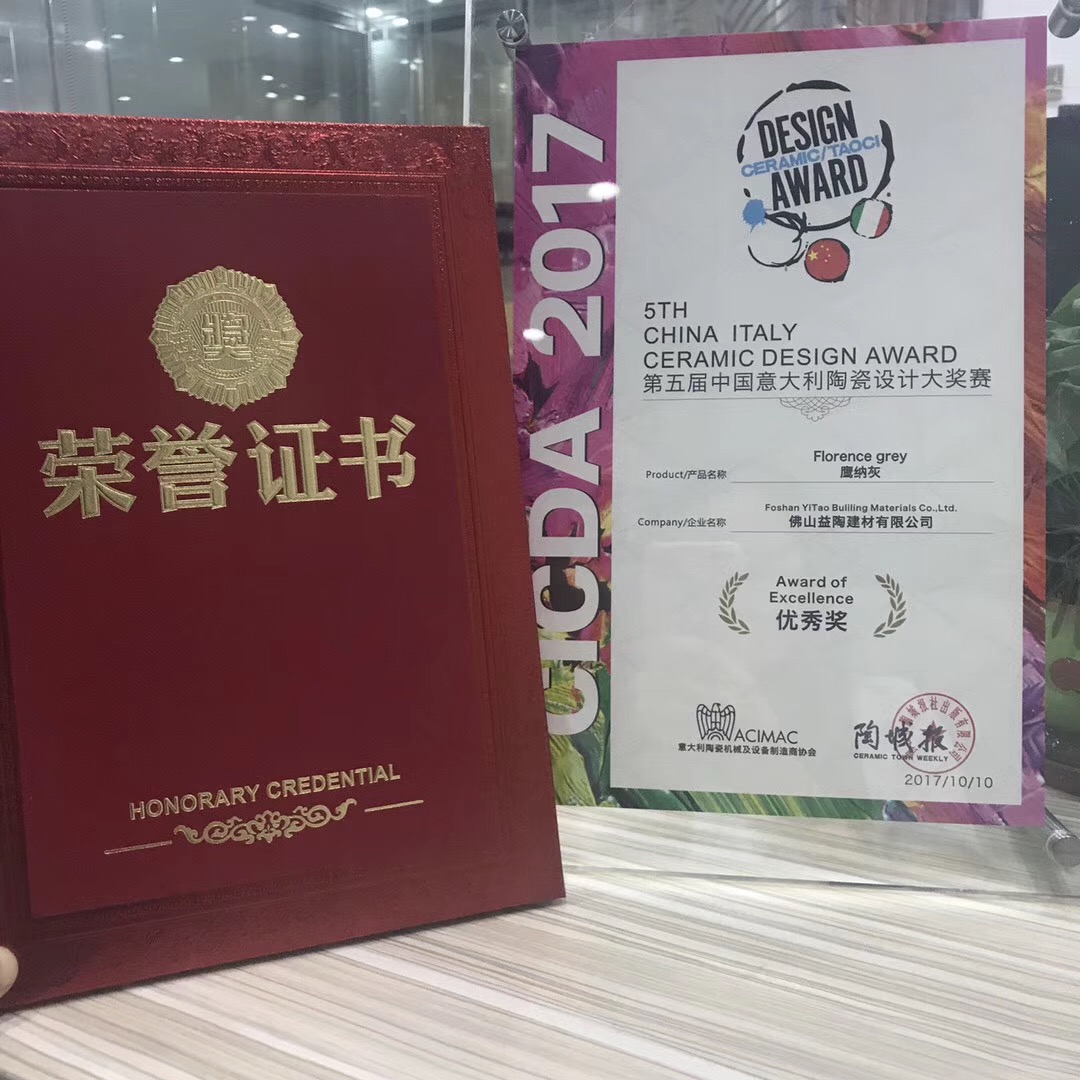 奖
荣誉证书
HONORARY CREDENTIAL
CICDA 2017
DESIGN
CERAMIC/TAOCI
AWARD
5TH
CHINA ITALY
CERAMIC DESIGN AWARD
第五届中国意大利陶瓷设计大奖赛
Product/产品名称
Florence grey
鹰纳灰
Company/企业名称
Foshan YiTao Buliling Materials Co.,Ltd.
佛山益陶建材有限公司
Award of
Excellence
优秀奖
ACIMAC
意大利陶瓷机械及设备制造商协会
陶城报
CERAMIC TOWN WEEKLY
2017/10/10